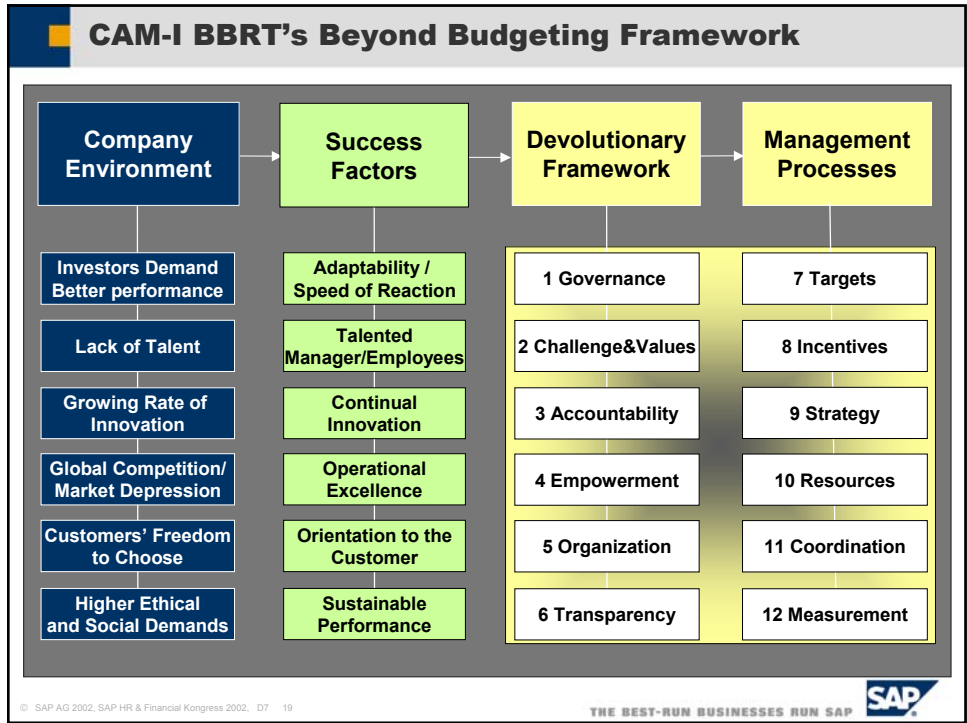 CAM-I BBRT's Beyond Budgeting Framework
Company
Environment
Success
Factors
Devolutionary
Framework
Management
Processes
Investors Demand
Better performance
Lack of Talent
Growing Rate of
Innovation
Global Competition/
Market Depression
Customers' Freedom
to Choose
Higher Ethical
and Social Demands
Adaptability /
Speed of Reaction
Talented
Manager/Employees
Continual
Innovation
Operational
Excellence
Orientation to the
Customer
Sustainable
Performance
1 Governance
2 Challenge&Values
3 Accountability
4 Empowerment
5 Organization
6 Transparency
7 Targets
8 Incentives
9 Strategy
10 Resources
11 Coordination
12 Measurement
© SAP AG 2002, SAP HR & Financial Kongress 2002, D7 19
THE BEST-RUN BUSINESSES RUN SAP
SAP